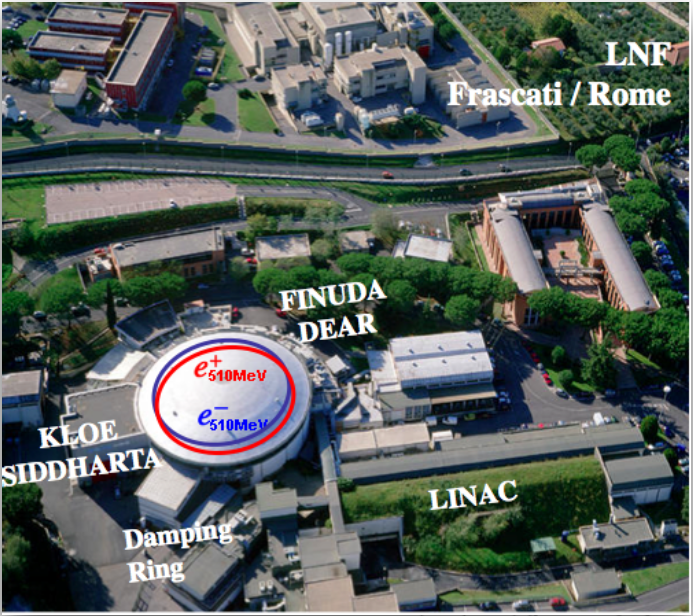 LNF
Frascati / Rome
FINUDA
DEAR
e+510MeV
e−510MeV
KLOE
SIDDHARTA
LINAC
Damping
Ring